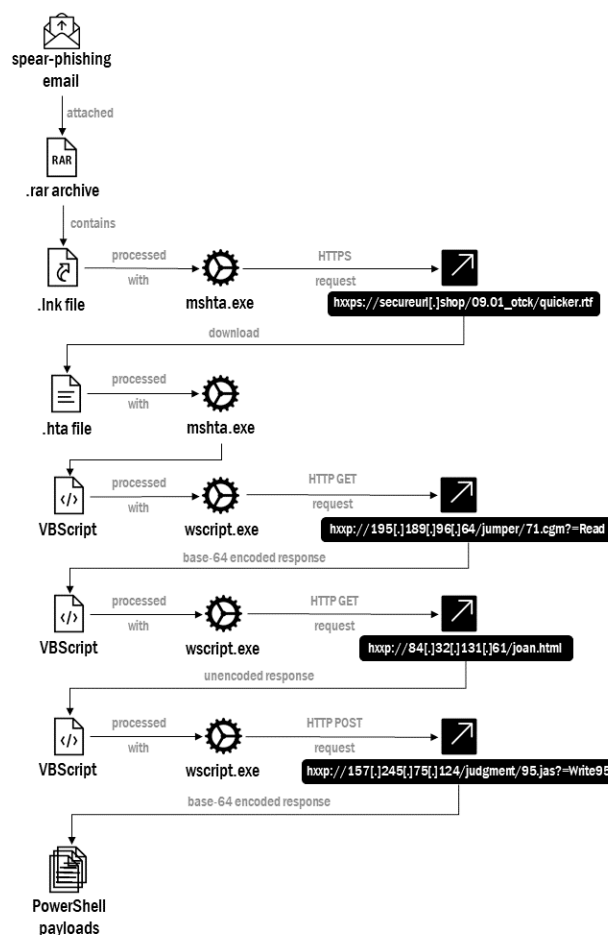 spear-phishing
email
attached
RAR
.rar archive
contains
.lnk file
processed
with
mshta.exe
HTTPS
request
hxxps://secureurl[.]shop/09.01_otck/quicker.rtf
download
.hta file
processed
with
mshta.exe
VBScript
processed
with
wscript.exe
HTTP GET
request
hxxp://195[.]189[.]96[.]64/jumper/71.cgm?=Read
base-64 encoded response
VBScript
processed
with
wscript.exe
HTTP GET
request
hxxp://84[.]32[.]131[.]61/joan.html
unencoded response
VBScript
processed
with
wscript.exe
HTTP POST
request
hxxp://157[.]245[.]75[.]124/judgment/95.jas?=Write95
base-64 encoded response
PowerShell
payloads